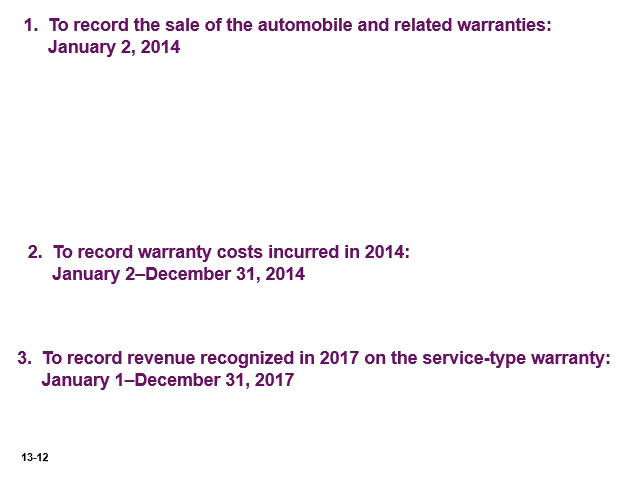 1. To record the sale of the automobile and related warranties:
January 2, 2014
2. To record warranty costs incurred in 2014:
January 2–December 31, 2014
3. To record revenue recognized in 2017 on the service-type warranty:
January 1–December 31, 2017
13-12